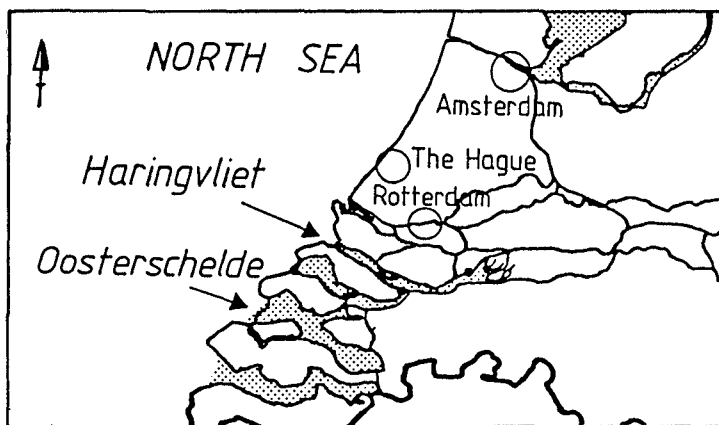 NORTH SEA
Amsterdam
The Hague
Haringvliet
Rotterdam
Oosterschelde